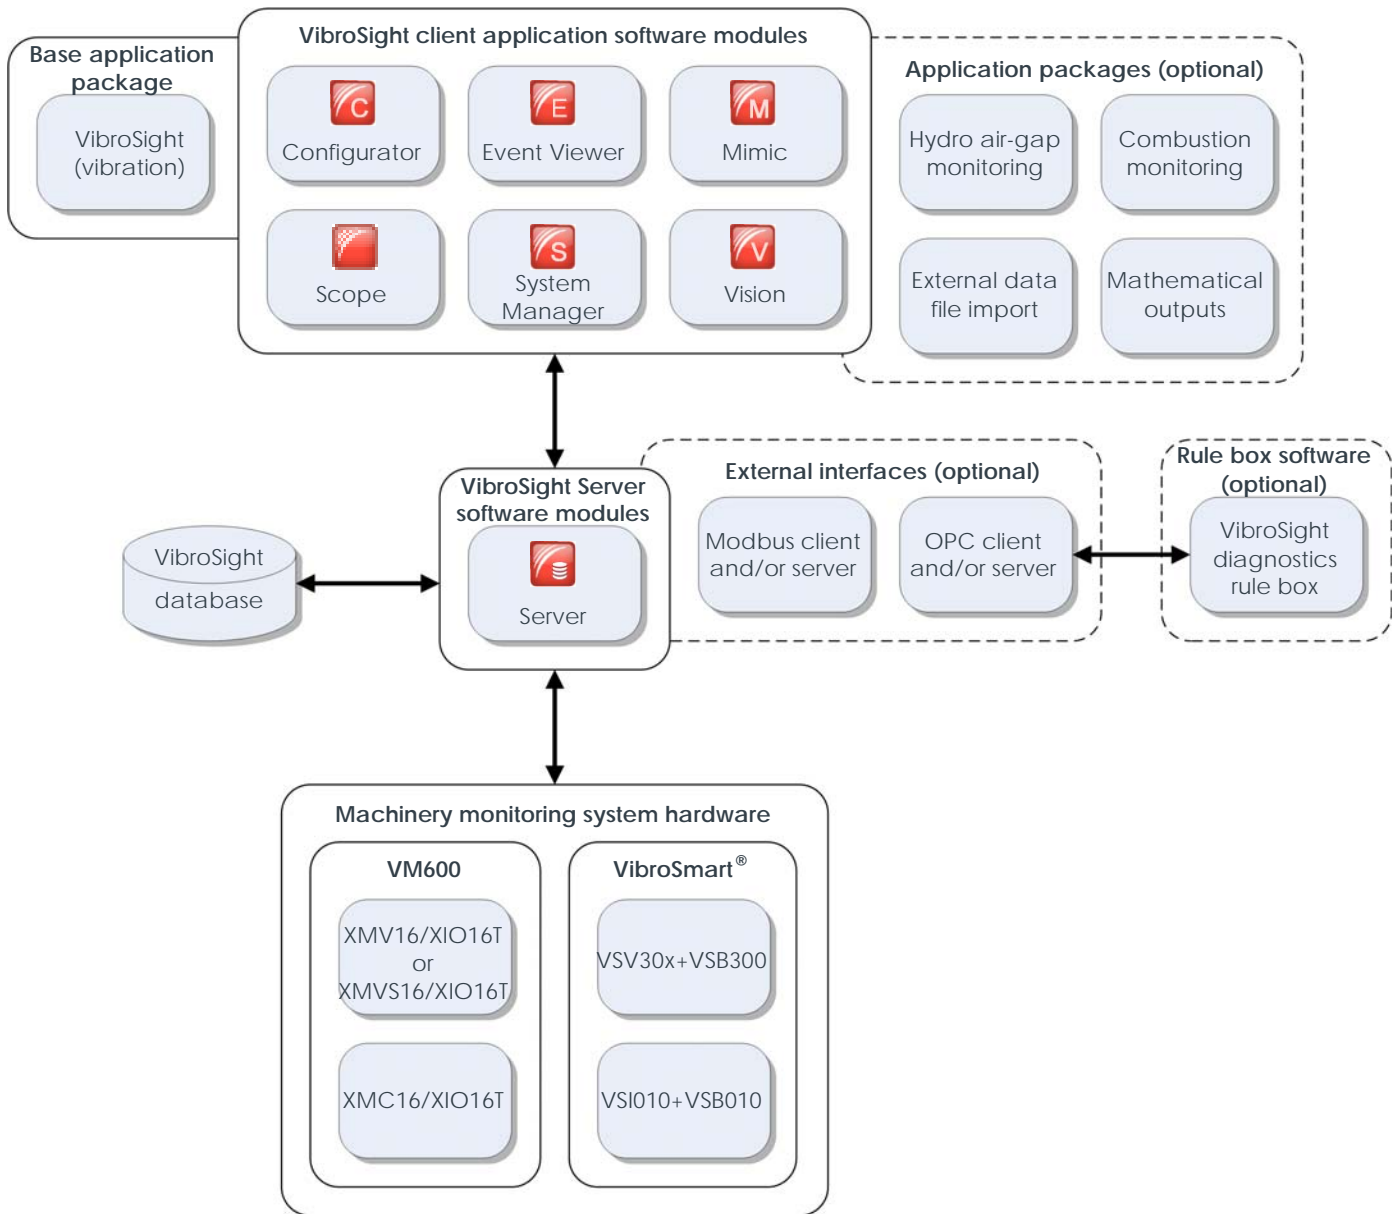 Base application
package
VibroSight
(vibration)
VibroSight client application software modules
C
Configurator
E
Event Viewer
M
Mimic
Scope
S
System
Manager
V
Vision
Application packages (optional)
Hydro air-gap
monitoring
Combustion
monitoring
External data
file import
Mathematical
outputs
VibroSight
database
VibroSight Server
software modules
Server
External interfaces (optional)
Modbus client
and/or server
OPC client
and/or server
Rule box software
(optional)
VibroSight
diagnostics
rule box
Machinery monitoring system hardware
VM600
XMV16/XIO16T
or
XMVS16/XIO16T
XMC16/XIO16T
VibroSmart®
VSV30x+VSB300
VSI010+VSB010